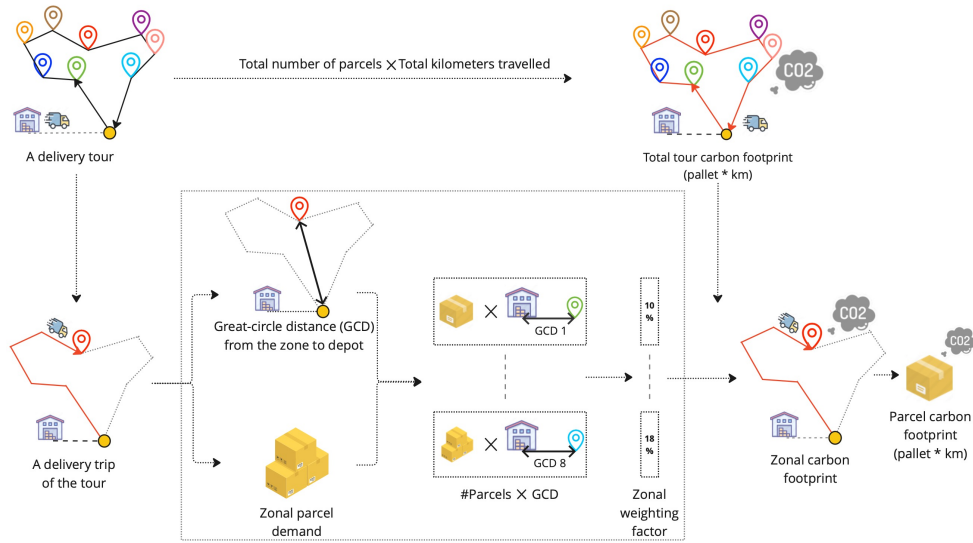 Total number of parcels × Total kilometers travelled
CO2
A delivery tour
Total tour carbon footprint
(pallet * km)
Great-circle distance (GCD)
from the zone to depot
GCD 1
10
%
CO2
CO2
×
A delivery trip
of the tour
Zonal parcel
demand
×
GCD 8
#Parcels × GCD
18
%
Zonal
weighting
factor
Zonal carbon
footprint
Parcel carbon
footprint
(pallet * km)